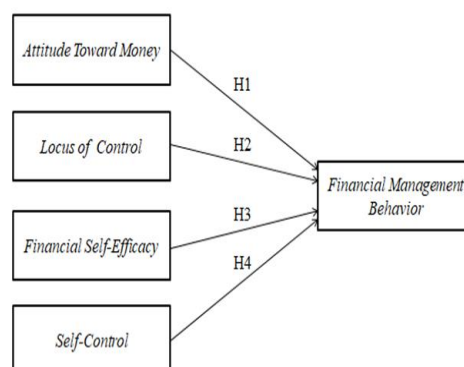 Attitude Toward Money
H1
Locus of Control
H2
Financial Management
Behavior
Financial Self-Efficacy
H3
H4
Self-Control